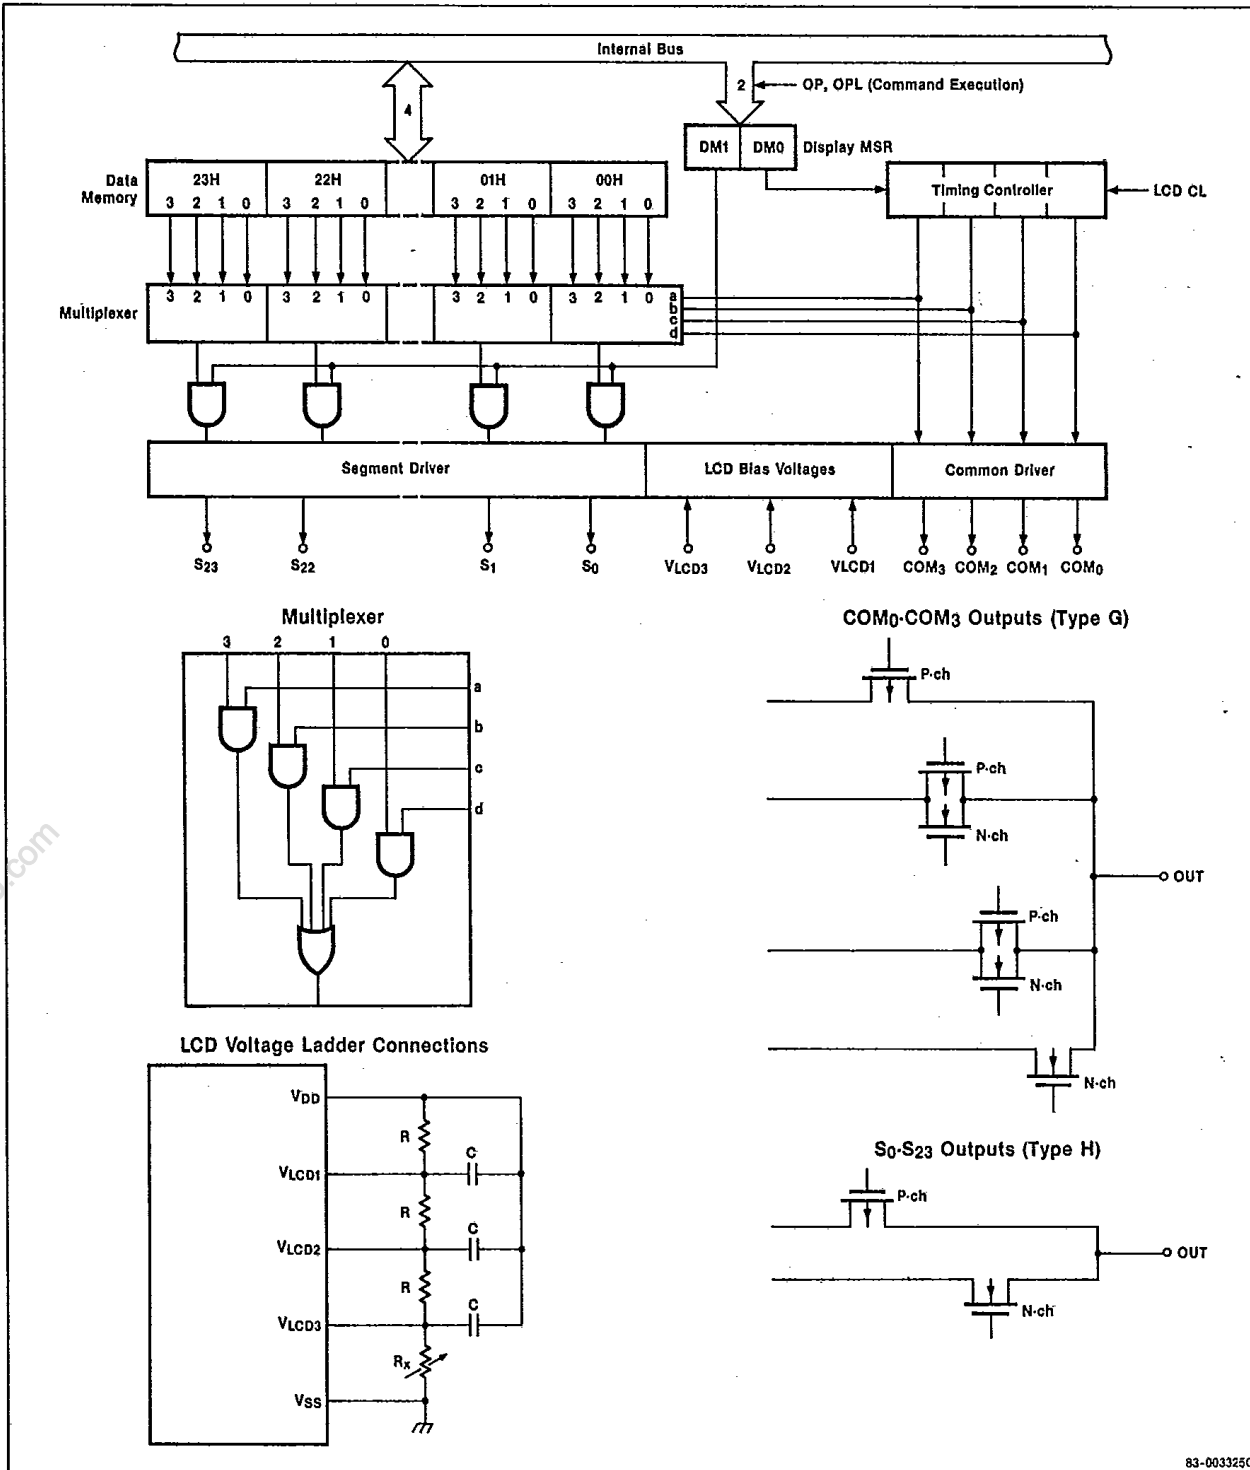 Internal Bus
4
2
OP, OPL (Command Execution)
DM1 DM0 Display MSR
Data Memory
23H 22H 01H 00H
3 2 1 0 3 2 1 0 3 2 1 0 3 2 1 0
Timing Controller
LCD CL
Multiplexer
3 2 1 0 3 2 1 0 3 2 1 0 3 2 1 0
a
b
c
d
Segment Driver LCD Bias Voltages Common Driver
S23 S22 S1 S0 VLCD3 VLCD2 VLCD1 COM3 COM2 COM1 COM0
Multiplexer
3 2 1 0
a
b
c
d
COM0-COM3 Outputs (Type G)
P-ch
P-ch
N-ch
OUT
P-ch
N-ch
N-ch
LCD Voltage Ladder Connections
VDD
R
C
VLCD1
R
C
VLCD2
R
C
VLCD3
Rx
VSS
S0-S23 Outputs (Type H)
P-ch
OUT
N-ch
.com